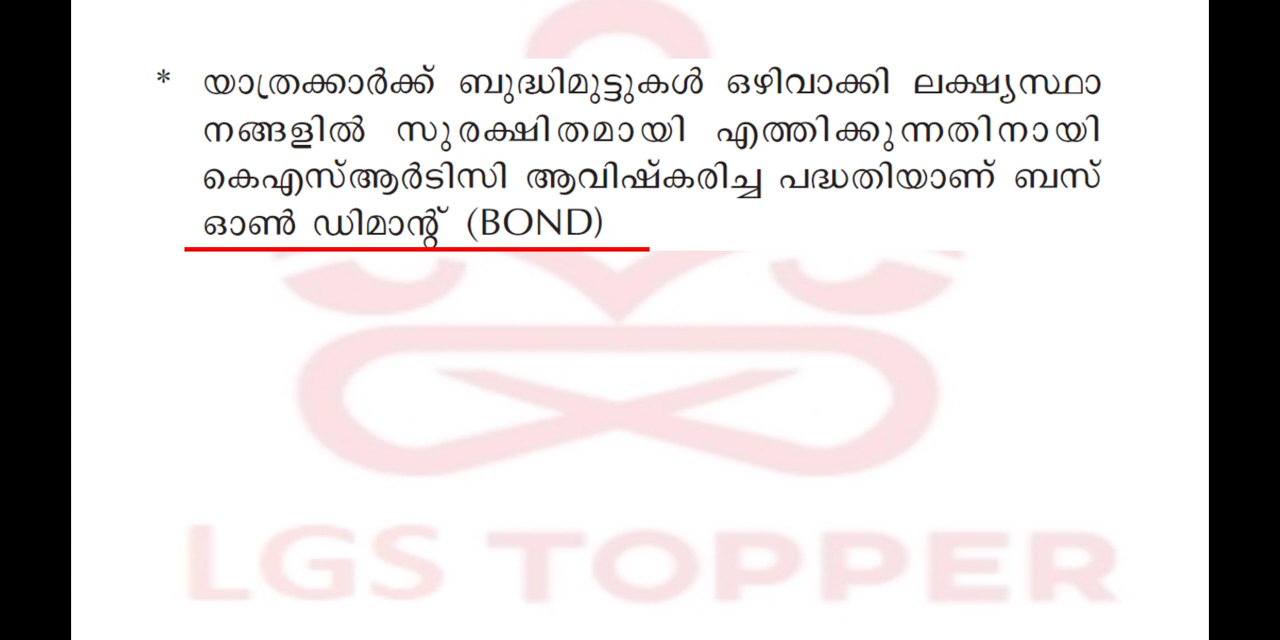 * യാത്രക്കാർക്ക് ബുദ്ധിമുട്ടുകൾ ഒഴിവാക്കി ലക്ഷ്യസ്ഥാ
നങ്ങളിൽ സുരക്ഷിതമായി എത്തിക്കുന്നതിനായി
കെഎസ്ആർടിസി ആവിഷ്കരിച്ച പദ്ധതിയാണ് ബസ്
ഓൺ ഡിമാന്റ് (BOND)
LGS TOPPER